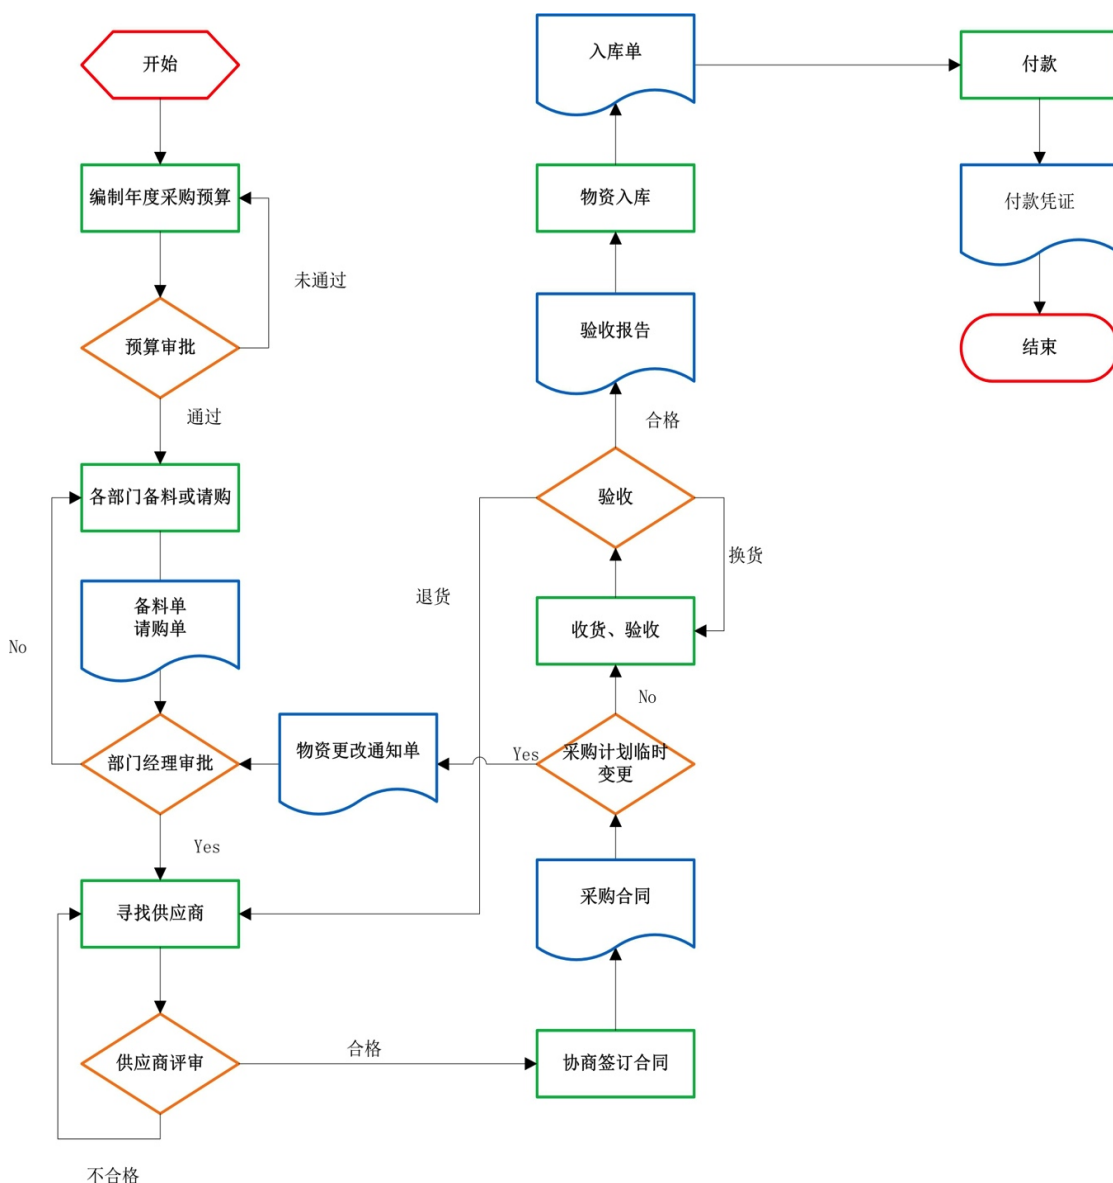 开始
编制年度采购预算
未通过
预算审批
通过
各部门备料或请购
备料单
请购单
No
部门经理审批
Yes
寻找供应商
供应商评审
不合格
合格
协商签订合同
采购合同
采购计划临时
变更
Yes
物资更改通知单
No
收货、验收
验收
换货
退货
合格
验收报告
物资入库
入库单
付款
付款凭证
结束